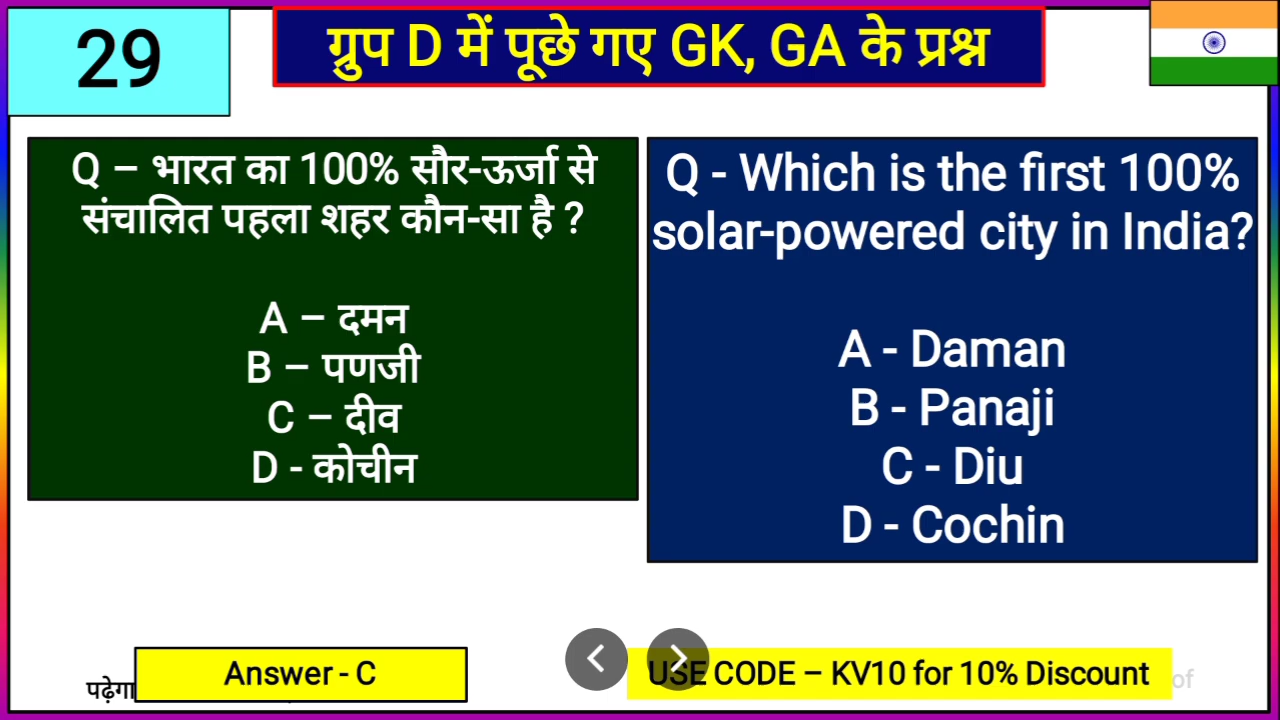 29
ग्रुप D में पूछे गए GK, GA के प्रश्न
Q – भारत का 100% सौर-ऊर्जा से
संचालित पहला शहर कौन-सा है ?
A – दमन
B – पणजी
C – दीव
D - कोचीन
Q - Which is the first 100%
solar-powered city in India?
A - Daman
B - Panaji
C - Diu
D - Cochin
पढ़ेगा
Answer - C
USE CODE – KV10 for 10% Discount
of